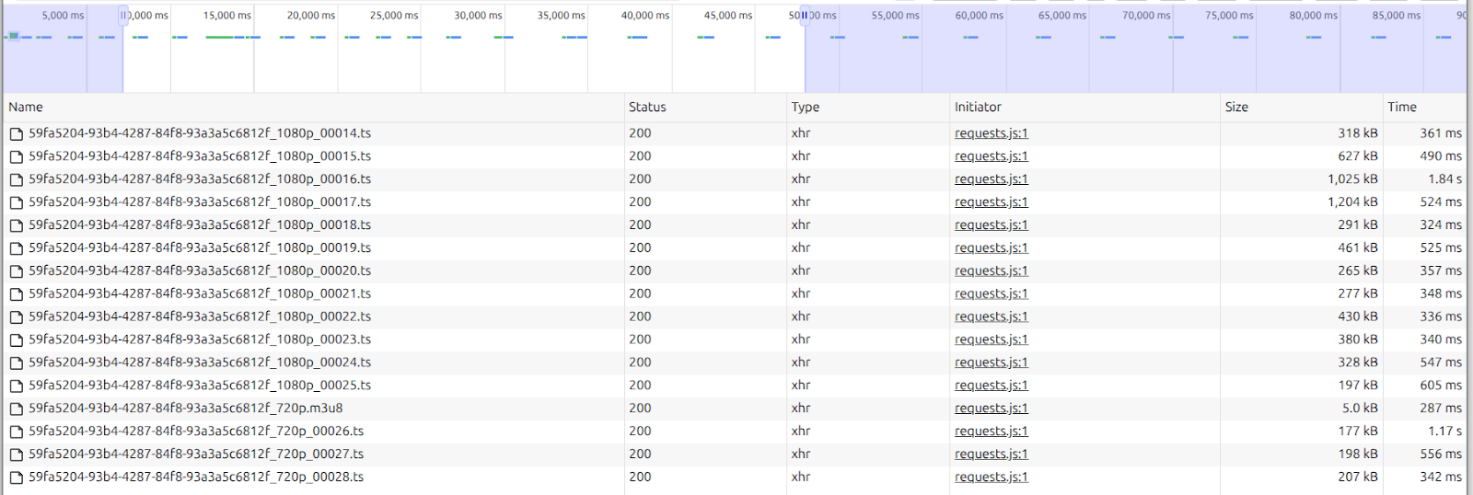 5,000 ms 0,000 ms 15,000 ms 20,000 ms 25,000 ms 30,000 ms 35,000 ms 40,000 ms 45,000 ms 50,000 ms 55,000 ms 60,000 ms 65,000 ms 70,000 ms 75,000 ms 80,000 ms 85,000 ms 90
Name Status Type Initiator Size Time
59fa5204-93b4-4287-84f8-93a3a5c6812f_1080p_00014.ts 200 xhr requests.js:1 318 kB 361 ms
59fa5204-93b4-4287-84f8-93a3a5c6812f_1080p_00015.ts 200 xhr requests.js:1 627 kB 490 ms
59fa5204-93b4-4287-84f8-93a3a5c6812f_1080p_00016.ts 200 xhr requests.js:1 1,025 kB 1.84 s
59fa5204-93b4-4287-84f8-93a3a5c6812f_1080p_00017.ts 200 xhr requests.js:1 1,204 kB 524 ms
59fa5204-93b4-4287-84f8-93a3a5c6812f_1080p_00018.ts 200 xhr requests.js:1 291 kB 324 ms
59fa5204-93b4-4287-84f8-93a3a5c6812f_1080p_00019.ts 200 xhr requests.js:1 461 kB 525 ms
59fa5204-93b4-4287-84f8-93a3a5c6812f_1080p_00020.ts 200 xhr requests.js:1 265 kB 357 ms
59fa5204-93b4-4287-84f8-93a3a5c6812f_1080p_00021.ts 200 xhr requests.js:1 277 kB 348 ms
59fa5204-93b4-4287-84f8-93a3a5c6812f_1080p_00022.ts 200 xhr requests.js:1 430 kB 336 ms
59fa5204-93b4-4287-84f8-93a3a5c6812f_1080p_00023.ts 200 xhr requests.js:1 380 kB 340 ms
59fa5204-93b4-4287-84f8-93a3a5c6812f_1080p_00024.ts 200 xhr requests.js:1 328 kB 547 ms
59fa5204-93b4-4287-84f8-93a3a5c6812f_1080p_00025.ts 200 xhr requests.js:1 197 kB 605 ms
59fa5204-93b4-4287-84f8-93a3a5c6812f_720p.m3u8 200 xhr requests.js:1 5.0 kB 287 ms
59fa5204-93b4-4287-84f8-93a3a5c6812f_720p_00026.ts 200 xhr requests.js:1 177 kB 1.17 s
59fa5204-93b4-4287-84f8-93a3a5c6812f_720p_00027.ts 200 xhr requests.js:1 198 kB 556 ms
59fa5204-93b4-4287-84f8-93a3a5c6812f_720p_00028.ts 200 xhr requests.js:1 207 kB 342 ms